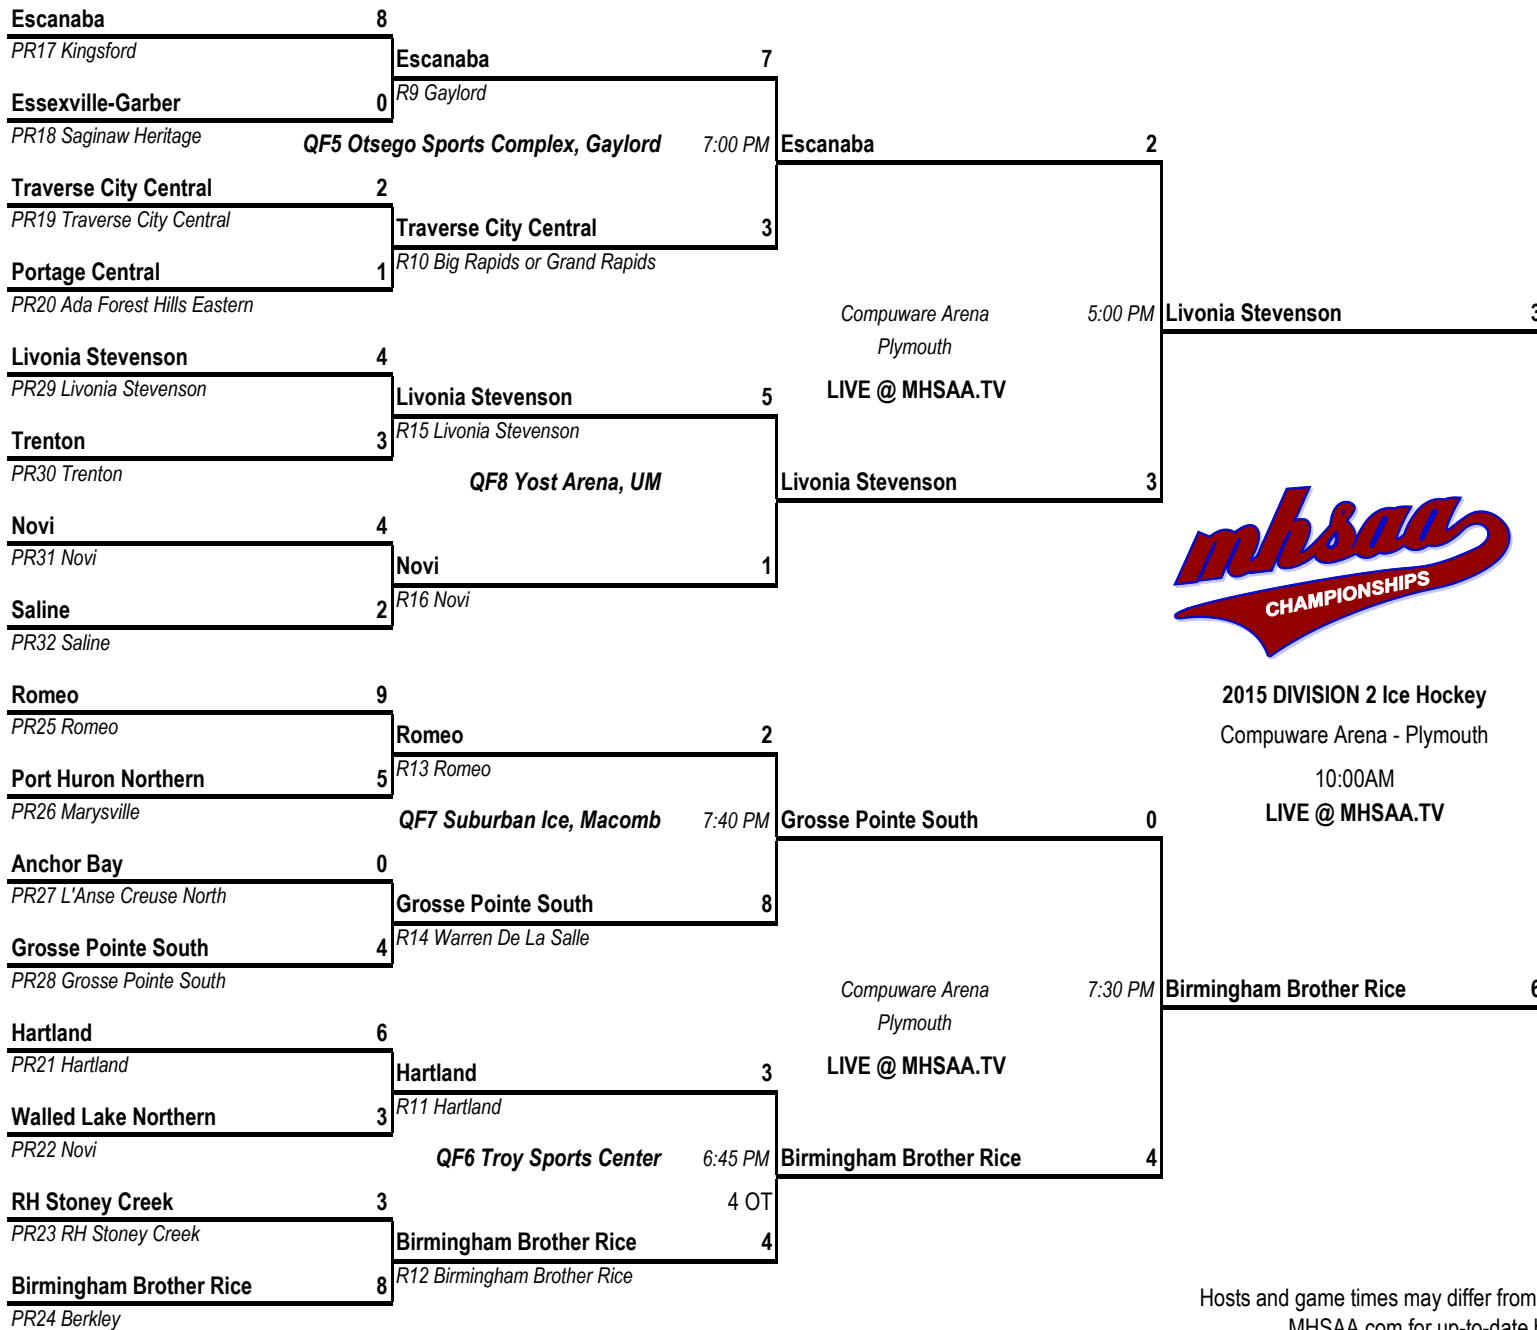 Escanaba 8
PR17 Kingsford
Escanaba 7
R9 Gaylord
Essexville-Garber 0
PR18 Saginaw Heritage
QF5 Otsego Sports Complex, Gaylord 7:00 PM Escanaba 2
Traverse City Central 2
PR19 Traverse City Central
Traverse City Central 3
R10 Big Rapids or Grand Rapids
Portage Central 1
PR20 Ada Forest Hills Eastern
Compuware Arena 5:00 PM Livonia Stevenson 3
Plymouth
LIVE @ MHSAA.TV
Livonia Stevenson 4
PR29 Livonia Stevenson
Livonia Stevenson 5
R15 Livonia Stevenson
Trenton 3
PR30 Trenton
QF8 Yost Arena, UM Livonia Stevenson 3
Novi 4
PR31 Novi
Novi 1
R16 Novi
Saline 2
PR32 Saline
mhsaa
CHAMPIONSHIPS
2015 DIVISION 2 Ice Hockey
Compuware Arena - Plymouth
10:00AM
LIVE @ MHSAA.TV
Romeo 9
PR25 Romeo
Romeo 2
R13 Romeo
Port Huron Northern 5
PR26 Marysville
QF7 Suburban Ice, Macomb 7:40 PM Grosse Pointe South 0
Anchor Bay 0
PR27 L'Anse Creuse North
Grosse Pointe South 8
R14 Warren De La Salle
Grosse Pointe South 4
PR28 Grosse Pointe South
Compuware Arena 7:30 PM Birmingham Brother Rice 6
Plymouth
LIVE @ MHSAA.TV
Hartland 6
PR21 Hartland
Hartland 3
R11 Hartland
Walled Lake Northern 3
PR22 Novi
QF6 Troy Sports Center 6:45 PM Birmingham Brother Rice 4
4 OT
RH Stoney Creek 3
PR23 RH Stoney Creek
Birmingham Brother Rice 4
R12 Birmingham Brother Rice
Birmingham Brother Rice 8
PR24 Berkley
Hosts and game times may differ from
MHSAA.com for up-to-date